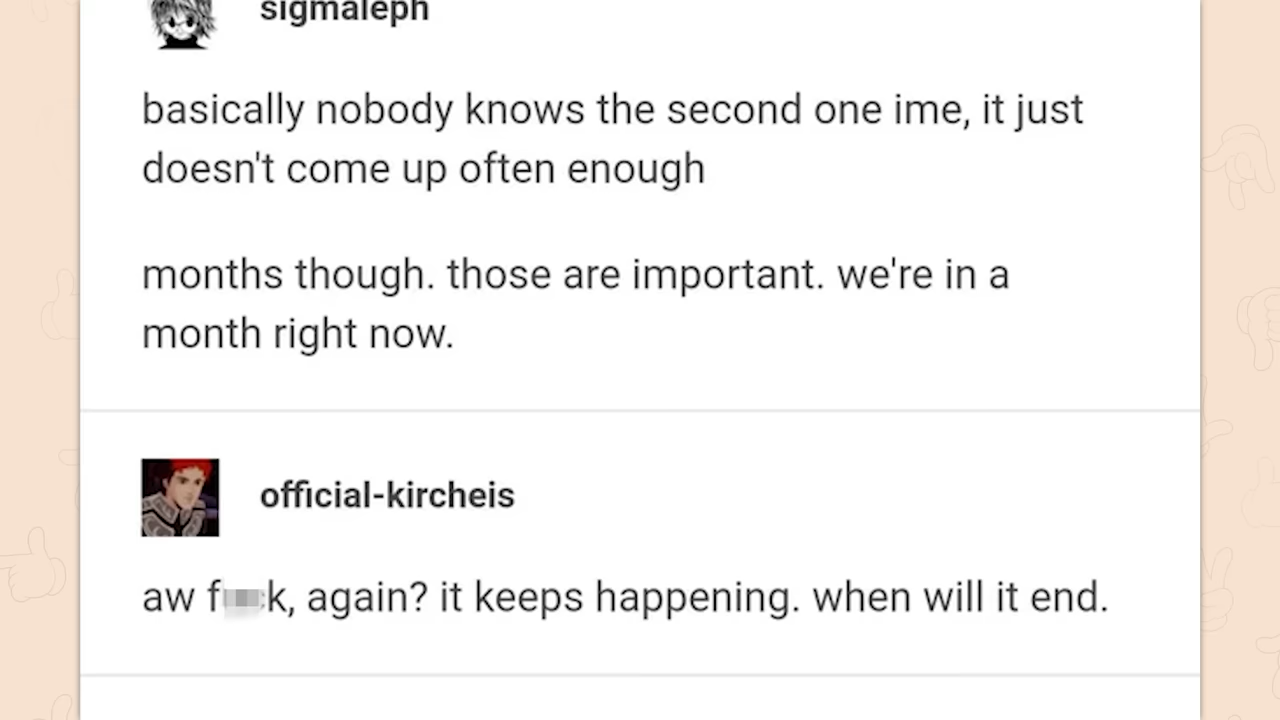 sigmaleph
basically nobody knows the second one ime, it just
doesn't come up often enough
months though. those are important. we're in a
month right now.
official-kircheis
aw f k, again? it keeps happening. when will it end.